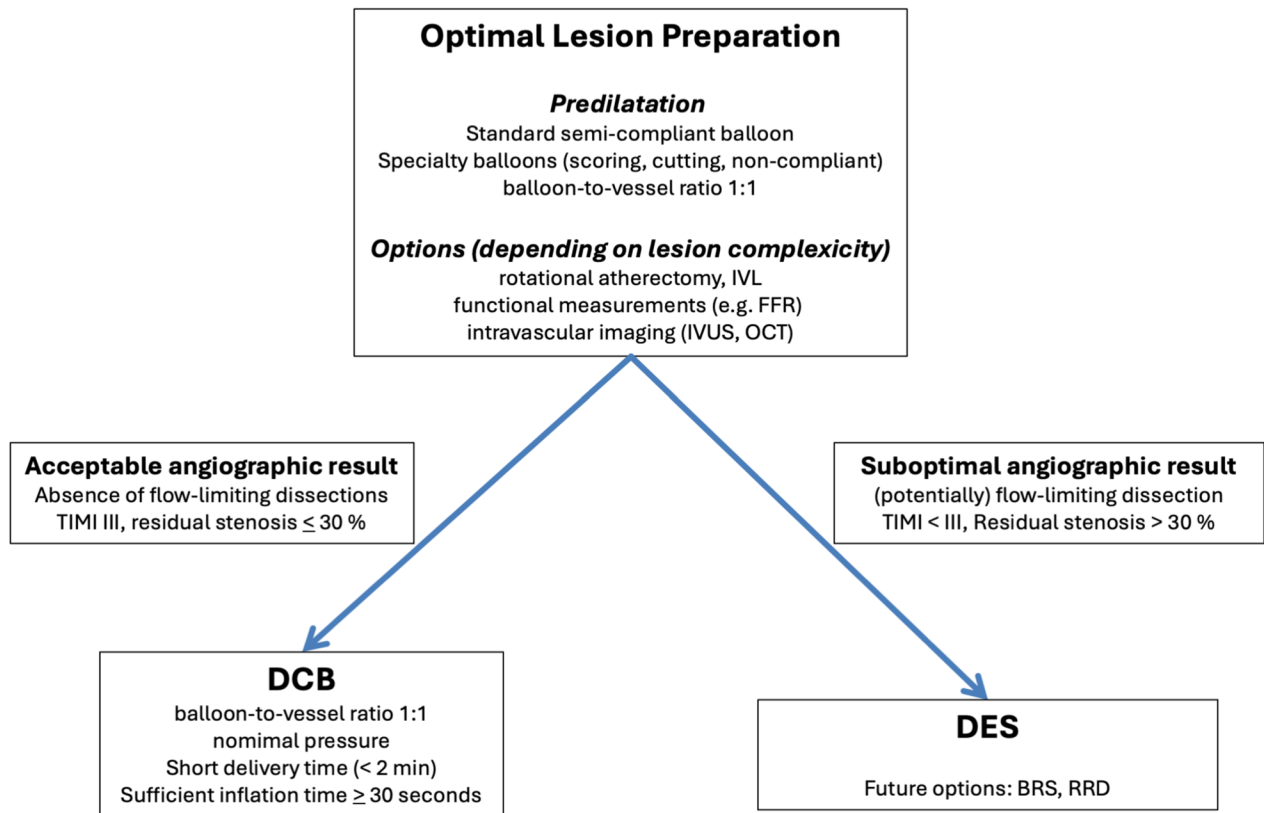 Optimal Lesion Preparation
Predilatation
Standard semi-compliant balloon
Specialty balloons (scoring, cutting, non-compliant)
balloon-to-vessel ratio 1:1
Options (depending on lesion complexicity)
rotational atherectomy, IVL
functional measurements (e.g. FFR)
intravascular imaging (IVUS, OCT)
Acceptable angiographic result
Absence of flow-limiting dissections
TIMI III, residual stenosis ≤ 30 %
Suboptimal angiographic result
(potentially) flow-limiting dissection
TIMI < III, Residual stenosis > 30 %
DCB
balloon-to-vessel ratio 1:1
nomimal pressure
Short delivery time (< 2 min)
Sufficient inflation time ≥ 30 seconds
DES
Future options: BRS, RRD